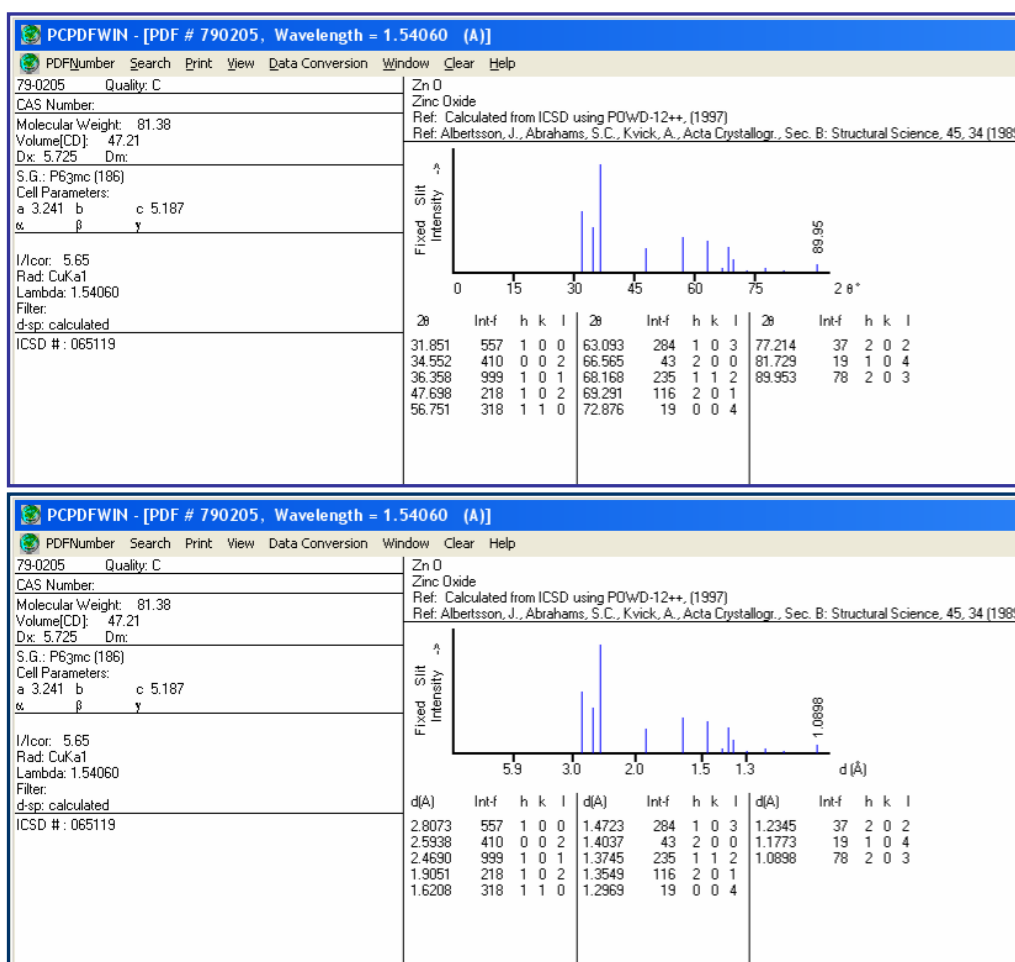 PCPDFWIN - [PDF # 790205, Wavelength = 1.54060 (A)]
PDFNumber Search Print View Data Conversion Window Clear Help
79-0205 Quality: C
CAS Number:
Molecular Weight: 81.38
Volume[CD]: 47.21
Dx: 5.725 Dm:
S.G.: P63mc (186)
Cell Parameters:
a 3.241 b c 5.187
α β γ
I/Icor: 5.65
Rad: CuKa1
Lambda: 1.54060
Filter:
d-sp: calculated
ICSD # : 065119
Zn O
Zinc Oxide
Ref: Calculated from ICSD using POWD-12++, (1997)
Ref: Albertsson, J., Abrahams, S.C., Kvick, A., Acta Crystallogr., Sec. B: Structural Science, 45, 34 (1989
Fixed Slit
Intensity ->
89.95
0 15 30 45 60 75 2 θ°
2θ Int-f h k l 2θ Int-f h k l 2θ Int-f h k l
31.851 557 1 0 0 63.093 284 1 0 3 77.214 37 2 0 2
34.552 410 0 0 2 66.565 43 2 0 0 81.729 19 1 0 4
36.358 999 1 0 1 68.168 235 1 1 2 89.953 78 2 0 3
47.698 218 1 0 2 69.291 116 2 0 1
56.751 318 1 1 0 72.876 19 0 0 4
PCPDFWIN - [PDF # 790205, Wavelength = 1.54060 (A)]
PDFNumber Search Print View Data Conversion Window Clear Help
79-0205 Quality: C
CAS Number:
Molecular Weight: 81.38
Volume[CD]: 47.21
Dx: 5.725 Dm:
S.G.: P63mc (186)
Cell Parameters:
a 3.241 b c 5.187
α β γ
I/Icor: 5.65
Rad: CuKa1
Lambda: 1.54060
Filter:
d-sp: calculated
ICSD # : 065119
Zn O
Zinc Oxide
Ref: Calculated from ICSD using POWD-12++, (1997)
Ref: Albertsson, J., Abrahams, S.C., Kvick, A., Acta Crystallogr., Sec. B: Structural Science, 45, 34 (1989
Fixed Slit
Intensity ->
1.0898
5.9 3.0 2.0 1.5 1.3 d (Å)
d(A) Int-f h k l d(A) Int-f h k l d(A) Int-f h k l
2.8073 557 1 0 0 1.4723 284 1 0 3 1.2345 37 2 0 2
2.5938 410 0 0 2 1.4037 43 2 0 0 1.1773 19 1 0 4
2.4690 999 1 0 1 1.3745 235 1 1 2 1.0898 78 2 0 3
1.9051 218 1 0 2 1.3549 116 2 0 1
1.6208 318 1 1 0 1.2969 19 0 0 4